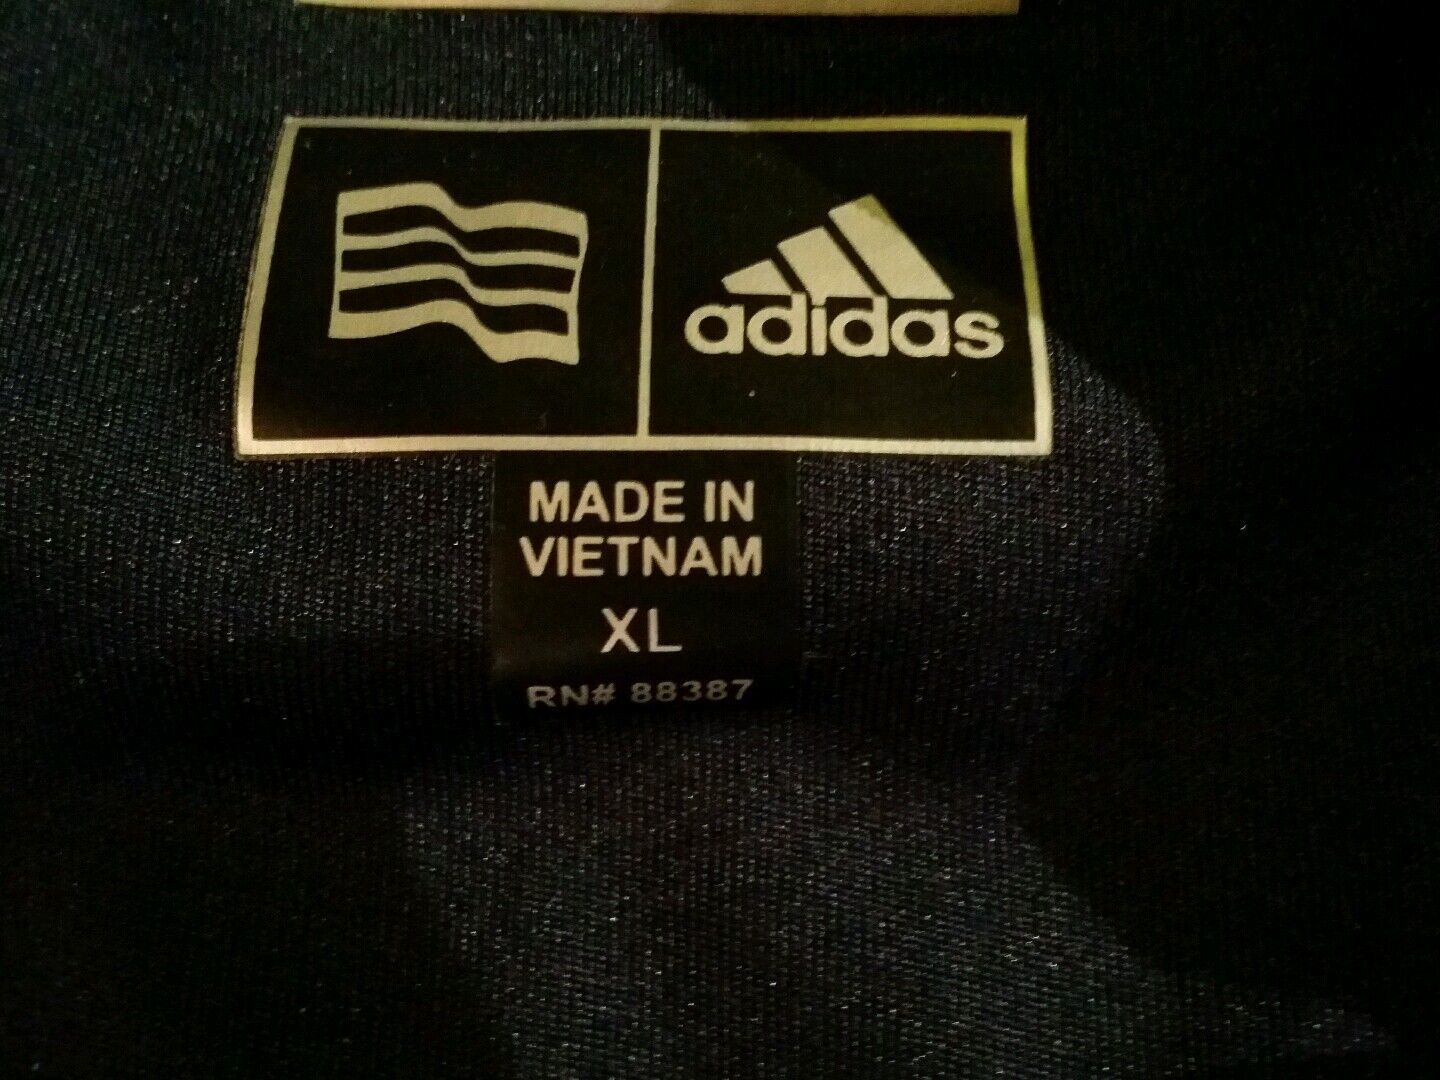 adidas
MADE IN
VIETNAM
XL
RN# 88387